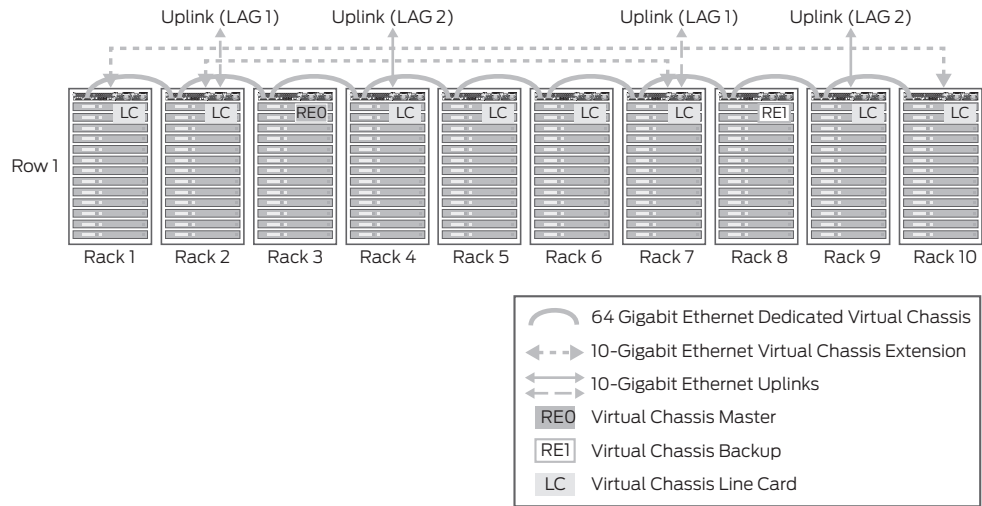 Uplink (LAG 1) Uplink (LAG 2) Uplink (LAG 1) Uplink (LAG 2)
LC LC RE0 LC LC LC LC RE1 LC LC
Row 1
Rack 1 Rack 2 Rack 3 Rack 4 Rack 5 Rack 6 Rack 7 Rack 8 Rack 9 Rack 10
64 Gigabit Ethernet Dedicated Virtual Chassis
10-Gigabit Ethernet Virtual Chassis Extension
10-Gigabit Ethernet Uplinks
RE0 Virtual Chassis Master
RE1 Virtual Chassis Backup
LC Virtual Chassis Line Card